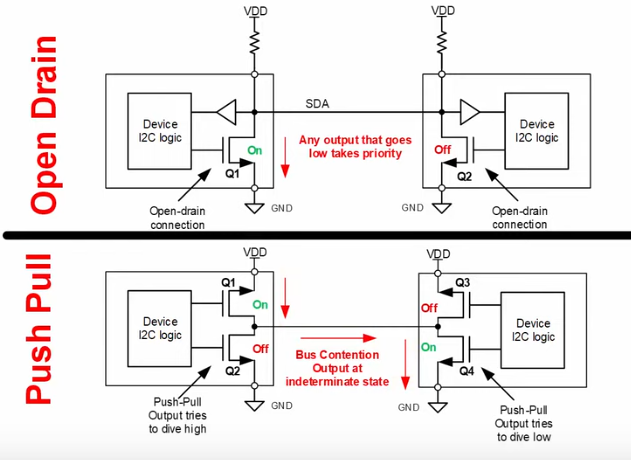 Open Drain
VDD
VDD
SDA
Device
I2C logic
On
Q1
Any output that goes
low takes priority
Off
Q2
Device
I2C logic
GND
GND
Open-drain
connection
Open-drain
connection
Push Pull
VDD
VDD
Q1
On
Device
I2C logic
Off
Q2
Bus Contention
Output at
indeterminate state
Q3
Off
On
Q4
Device
I2C logic
GND
GND
Push-Pull
Output tries
to dive high
Push-Pull
Output tries
to dive low